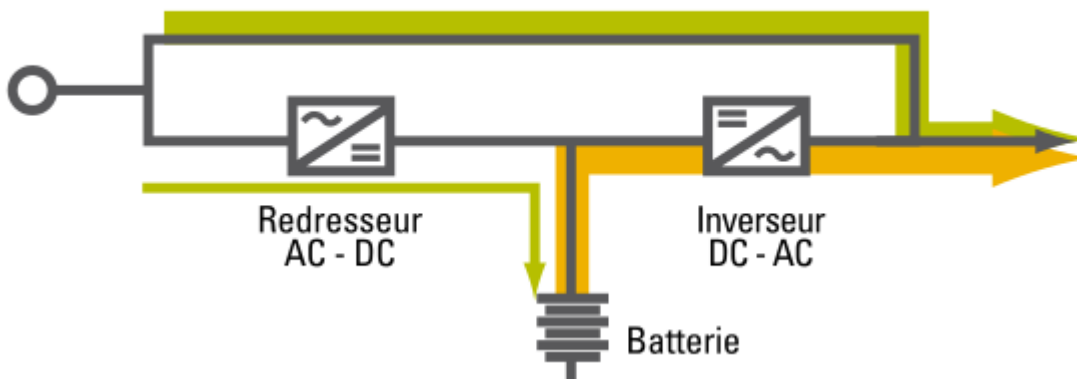 Redresseur
AC - DC
Inverseur
DC - AC
Batterie